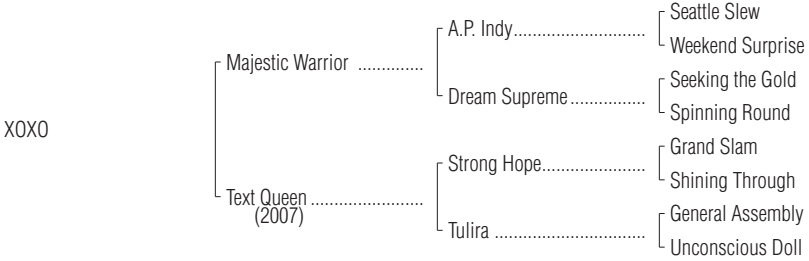 Seattle Slew
A.P. Indy............................
Weekend Surprise
Majestic Warrior ..............
Seeking the Gold
Dream Supreme................
Spinning Round
XOXO
Grand Slam
Strong Hope......................
Shining Through
Text Queen ........................
(2007)
General Assembly
Tulira ................................
Unconscious Doll